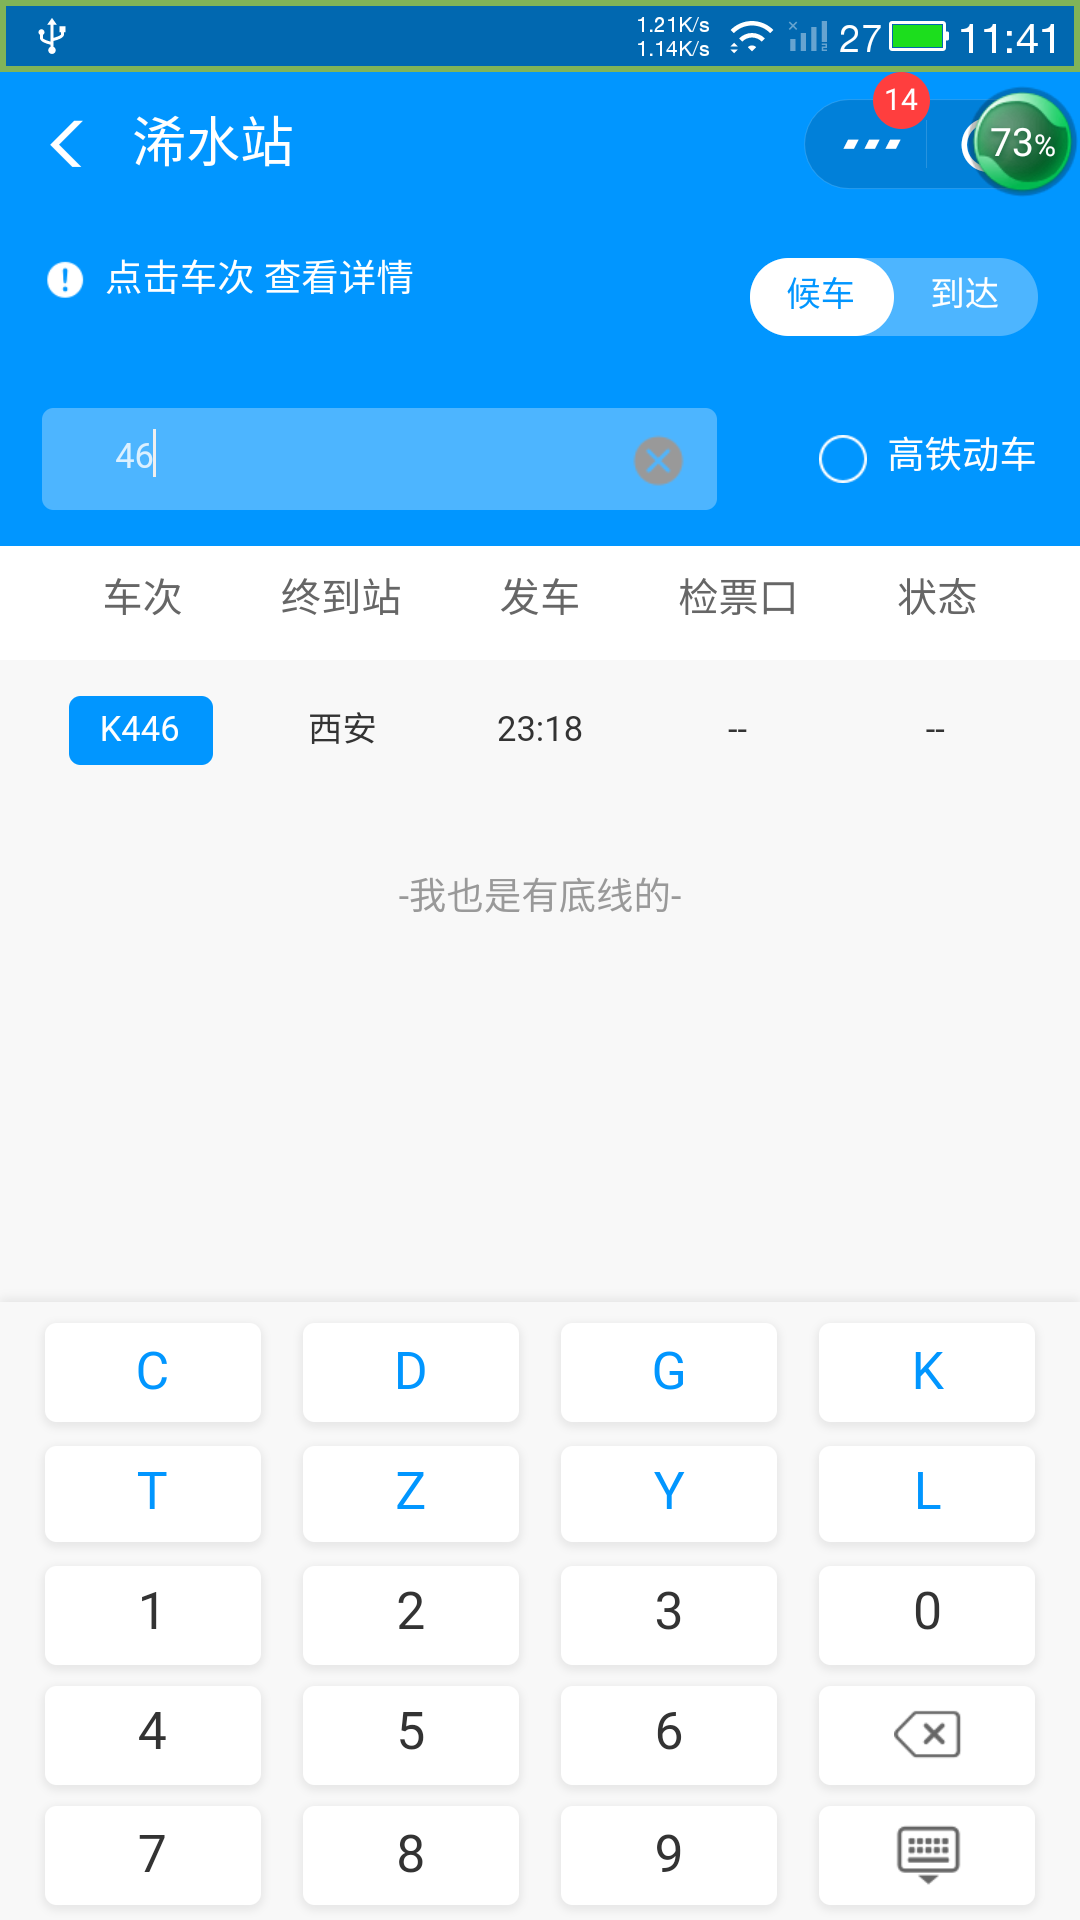 1.21K/s
1.14K/s
27
11:41
浠水站
14
73%
点击车次 查看详情
候车
到达
46
高铁动车
车次 终到站 发车 检票口 状态
K446 西安 23:18 -- --
-我也是有底线的-
C D G K
T Z Y L
1 2 3 0
4 5 6
7 8 9